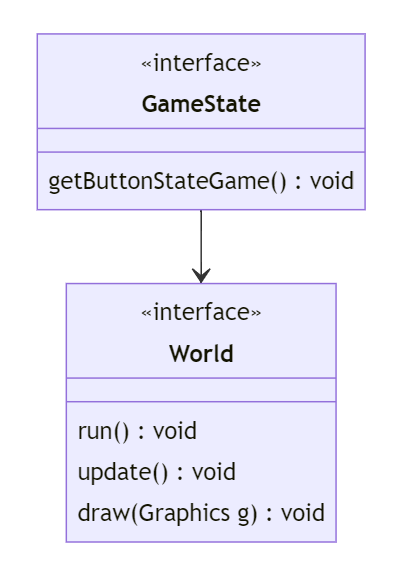 «interface»
GameState
getButtonStateGame() : void
«interface»
World
run() : void
update() : void
draw(Graphics g) : void